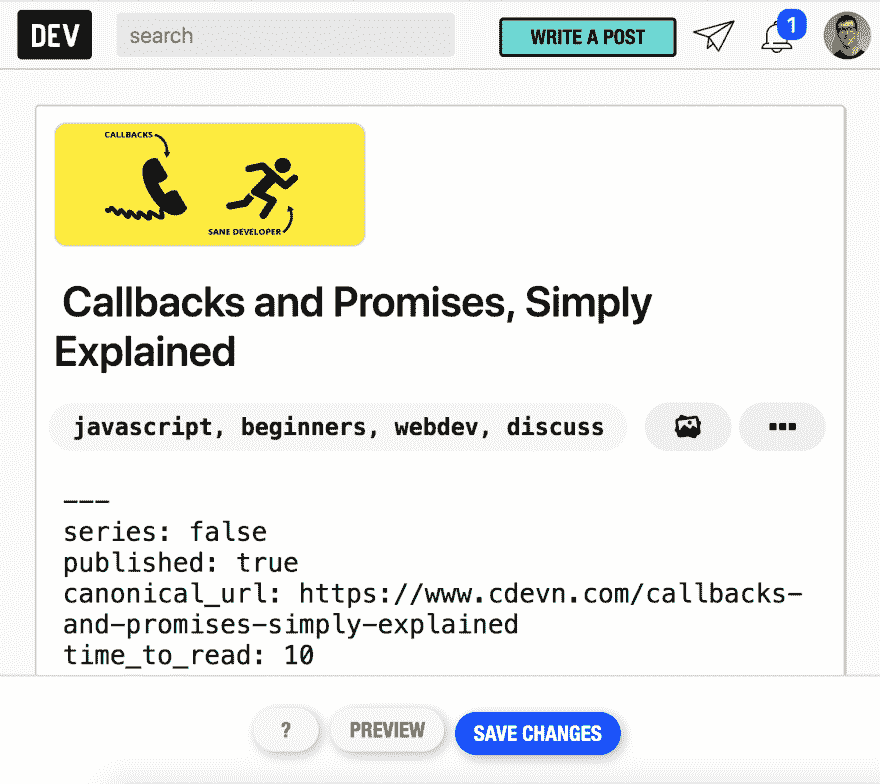 DEV
search
WRITE A POST
1
CALLBACKS
SANE DEVELOPER
Callbacks and Promises, Simply
Explained
javascript, beginners, webdev, discuss
---
series: false
published: true
canonical_url: https://www.cdevn.com/callbacks-
and-promises-simply-explained
time_to_read: 10
?
PREVIEW
SAVE CHANGES